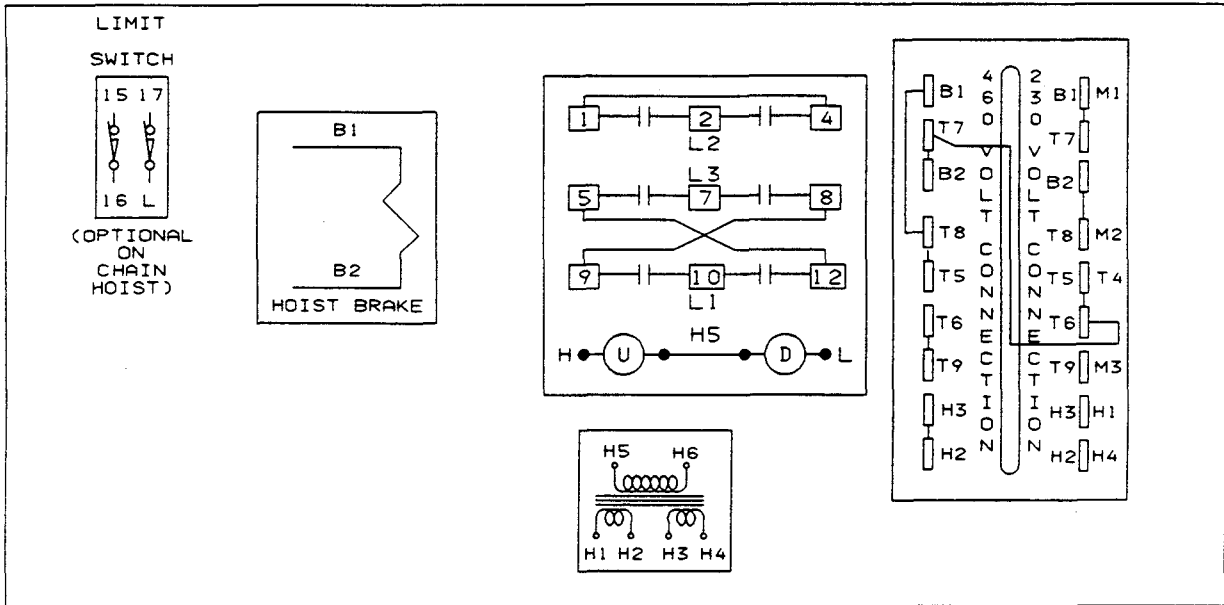 LIMIT
SWITCH
15 17
16 L
(OPTIONAL
ON
CHAIN
HOIST)
B1
B2
HOIST BRAKE
1 2 4
L2
L3
5 7 8
9 10 12
L1
H5
H U D L
H5 H6
H1 H2 H3 H4
460 VOLT CONNECTION
230 VOLT CONNECTION
B1 B1 M1
T7 T7
B2 B2
T8 T8 M2
T5 T5 T4
T6 T6
T9 T9 M3
H3 H3 H1
H2 H2 H4